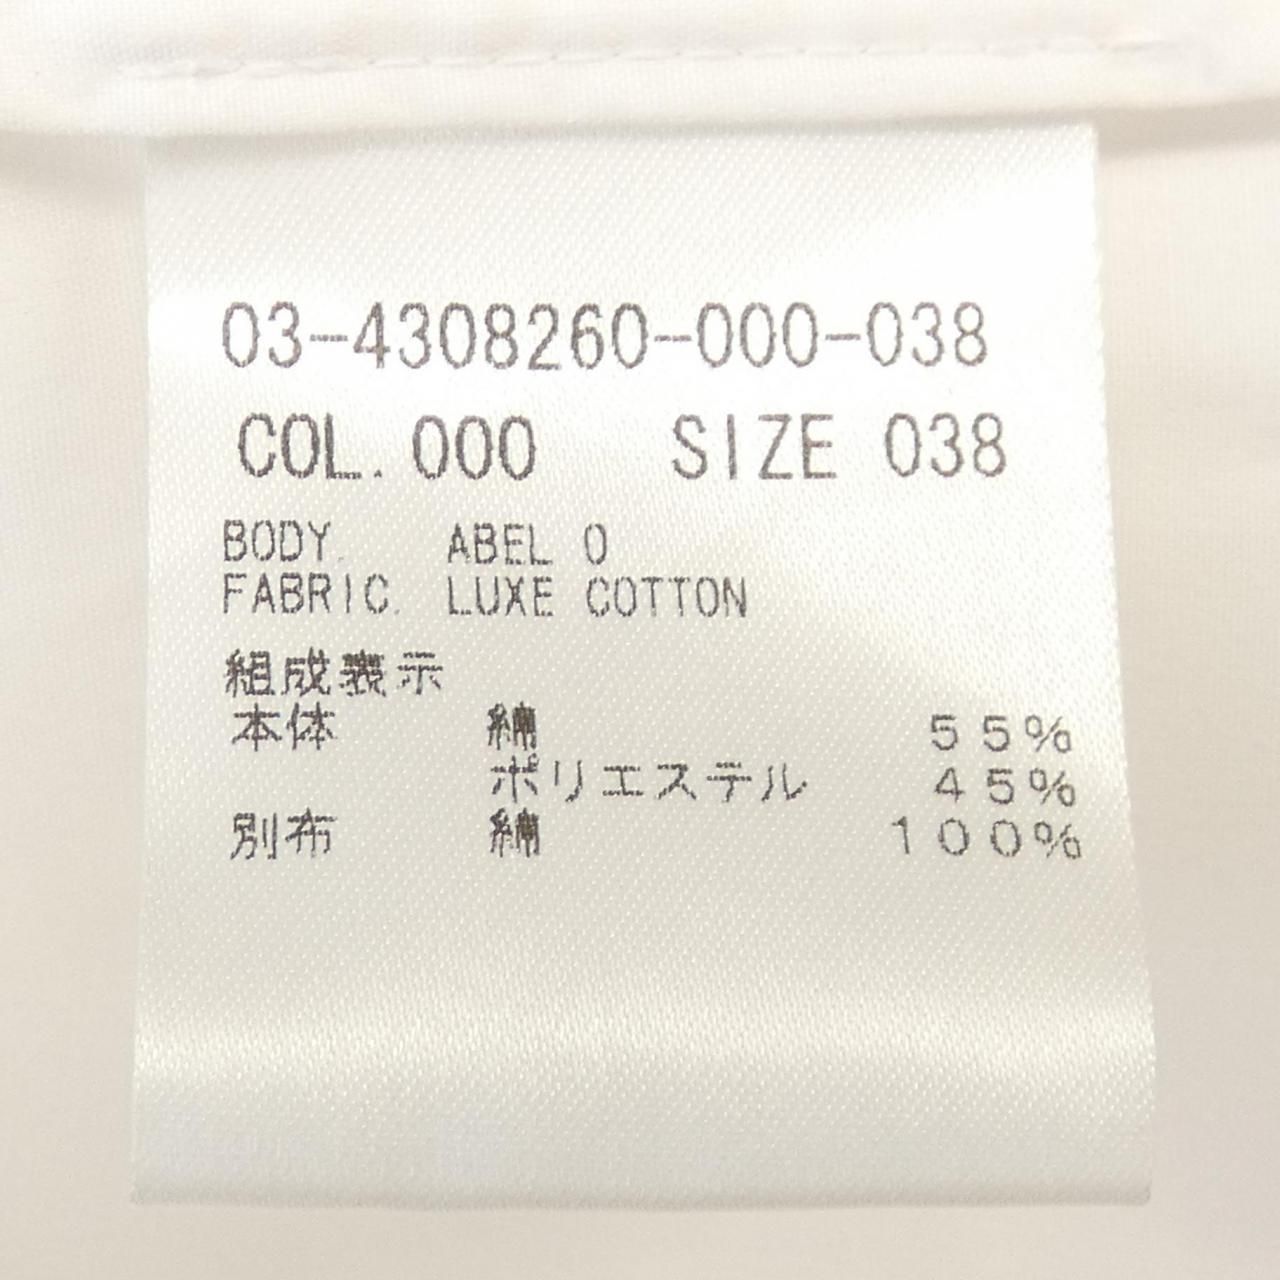 03-4308260-000-038
COL.000 SIZE 038
BODY. ABEL 0
FABRIC. LUXE COTTON
組成表示
本体 綿 55%
ポリエステル 45%
別布 綿 100%